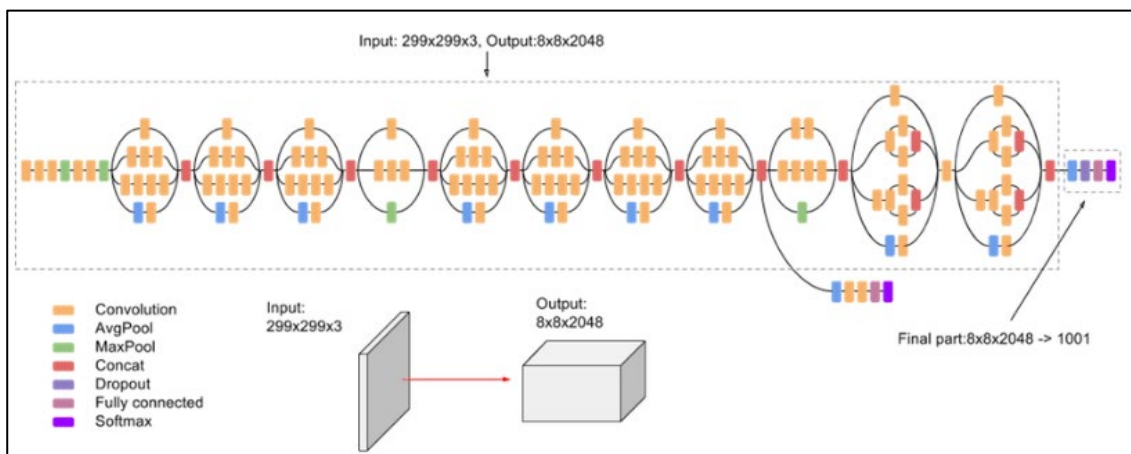 Input: 299x299x3, Output:8x8x2048
Convolution
AvgPool
MaxPool
Concat
Dropout
Fully connected
Softmax
Input:
299x299x3
Output:
8x8x2048
Final part:8x8x2048 -> 1001